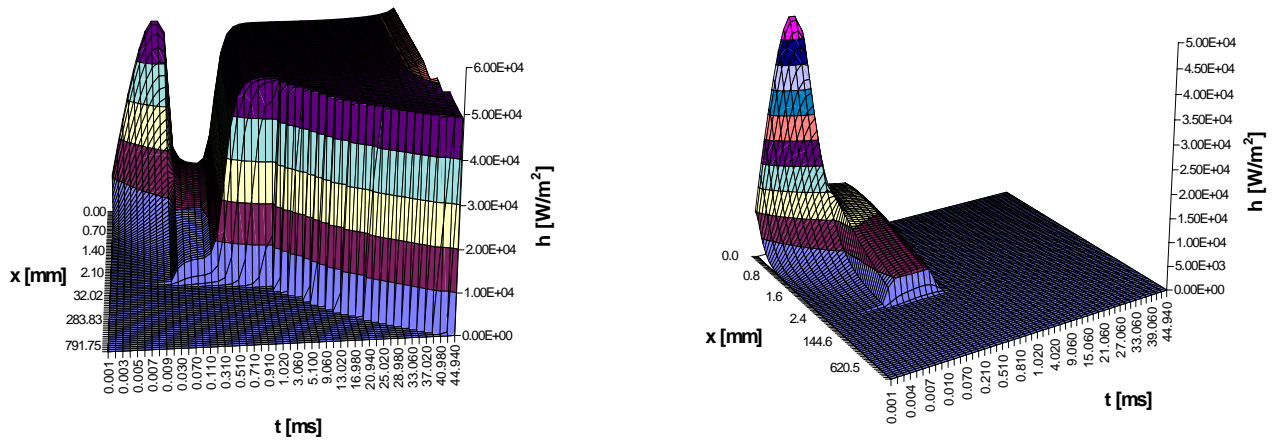 6.00E+04
5.00E+04
4.00E+04
3.00E+04
2.00E+04
1.00E+04
0.00E+00
h [W/m²]
0.00
0.70
1.40
2.10
32.02
283.83
791.75
x [mm]
0.001
0.003
0.005
0.007
0.009
0.030
0.070
0.110
0.310
0.510
0.710
1.020
3.060
5.100
9.060
13.020
16.980
20.940
25.020
28.980
33.060
37.020
40.980
44.940
t [ms]
5.00E+04
4.50E+04
4.00E+04
3.50E+04
3.00E+04
2.50E+04
2.00E+04
1.50E+04
1.00E+04
5.00E+03
0.00E+00
h [W/m²]
0.0
0.8
1.6
2.4
144.6
620.5
x [mm]
0.001
0.004
0.007
0.010
0.070
0.210
0.510
0.810
1.020
4.020
9.060
15.060
21.060
27.060
33.060
39.060
44.940
t [ms]